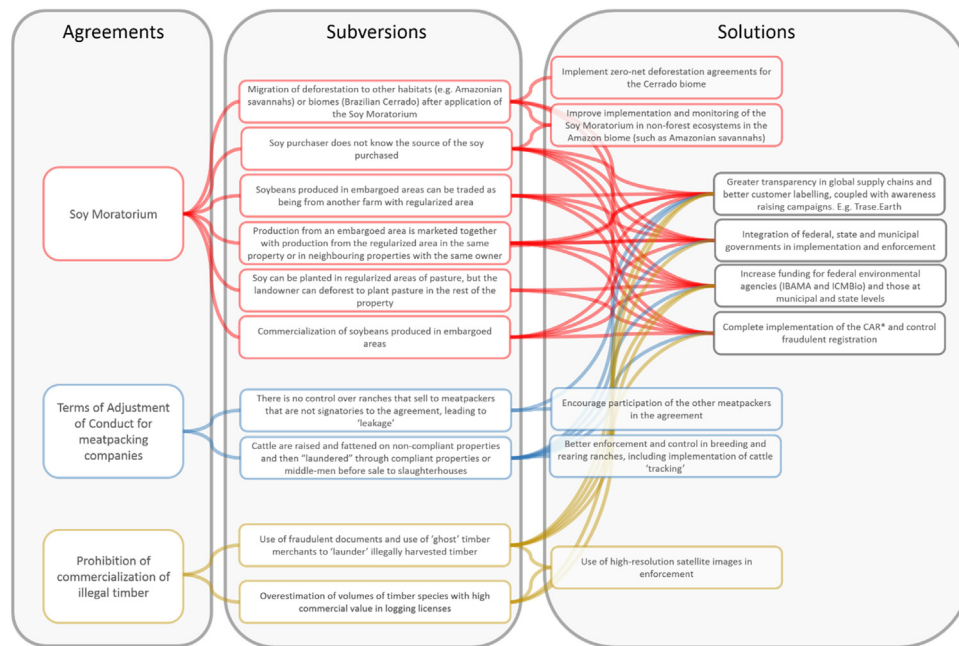 Agreements
Subversions
Solutions
Soy Moratorium
Terms of Adjustment
of Conduct for
meatpacking
companies
Prohibition of
commercialization of
illegal timber
Migration of deforestation to other habitats (e.g. Amazonian
savannahs) or biomes (Brazilian Cerrado) after application of
the Soy Moratorium
Soy purchaser does not know the source of the soy
purchased
Soybeans produced in embargoed areas can be traded as
being from another farm with regularized area
Production from an embargoed area is marketed together
with production from the regularized area in the same
property or in neighbouring properties with the same owner
Soy can be planted in regularized areas of pasture, but the
landowner can deforest to plant pasture in the rest of the
property
Commercialization of soybeans produced in embargoed
areas
There is no control over ranches that sell to meatpackers
that are not signatories to the agreement, leading to
'leakage'
Cattle are raised and fattened on non-compliant properties
and then "laundered" through compliant properties or
middle-men before sale to slaughterhouses
Use of fraudulent documents and use of 'ghost' timber
merchants to 'launder' illegally harvested timber
Overestimation of volumes of timber species with high
commercial value in logging licenses
Implement zero-net deforestation agreements for
the Cerrado biome
Improve implementation and monitoring of the
Soy Moratorium in non-forest ecosystems in the
Amazon biome (such as Amazonian savannahs)
Greater transparency in global supply chains and
better customer labelling, coupled with awareness
raising campaigns. E.g. Trase.Earth
Integration of federal, state and municipal
governments in implementation and enforcement
Increase funding for federal environmental
agencies (IBAMA and ICMBio) and those at
municipal and state levels
Complete implementation of the CAR* and control
fraudulent registration
Encourage participation of the other meatpackers
in the agreement
Better enforcement and control in breeding and
rearing ranches, including implementation of cattle
'tracking'
Use of high-resolution satellite images in
enforcement